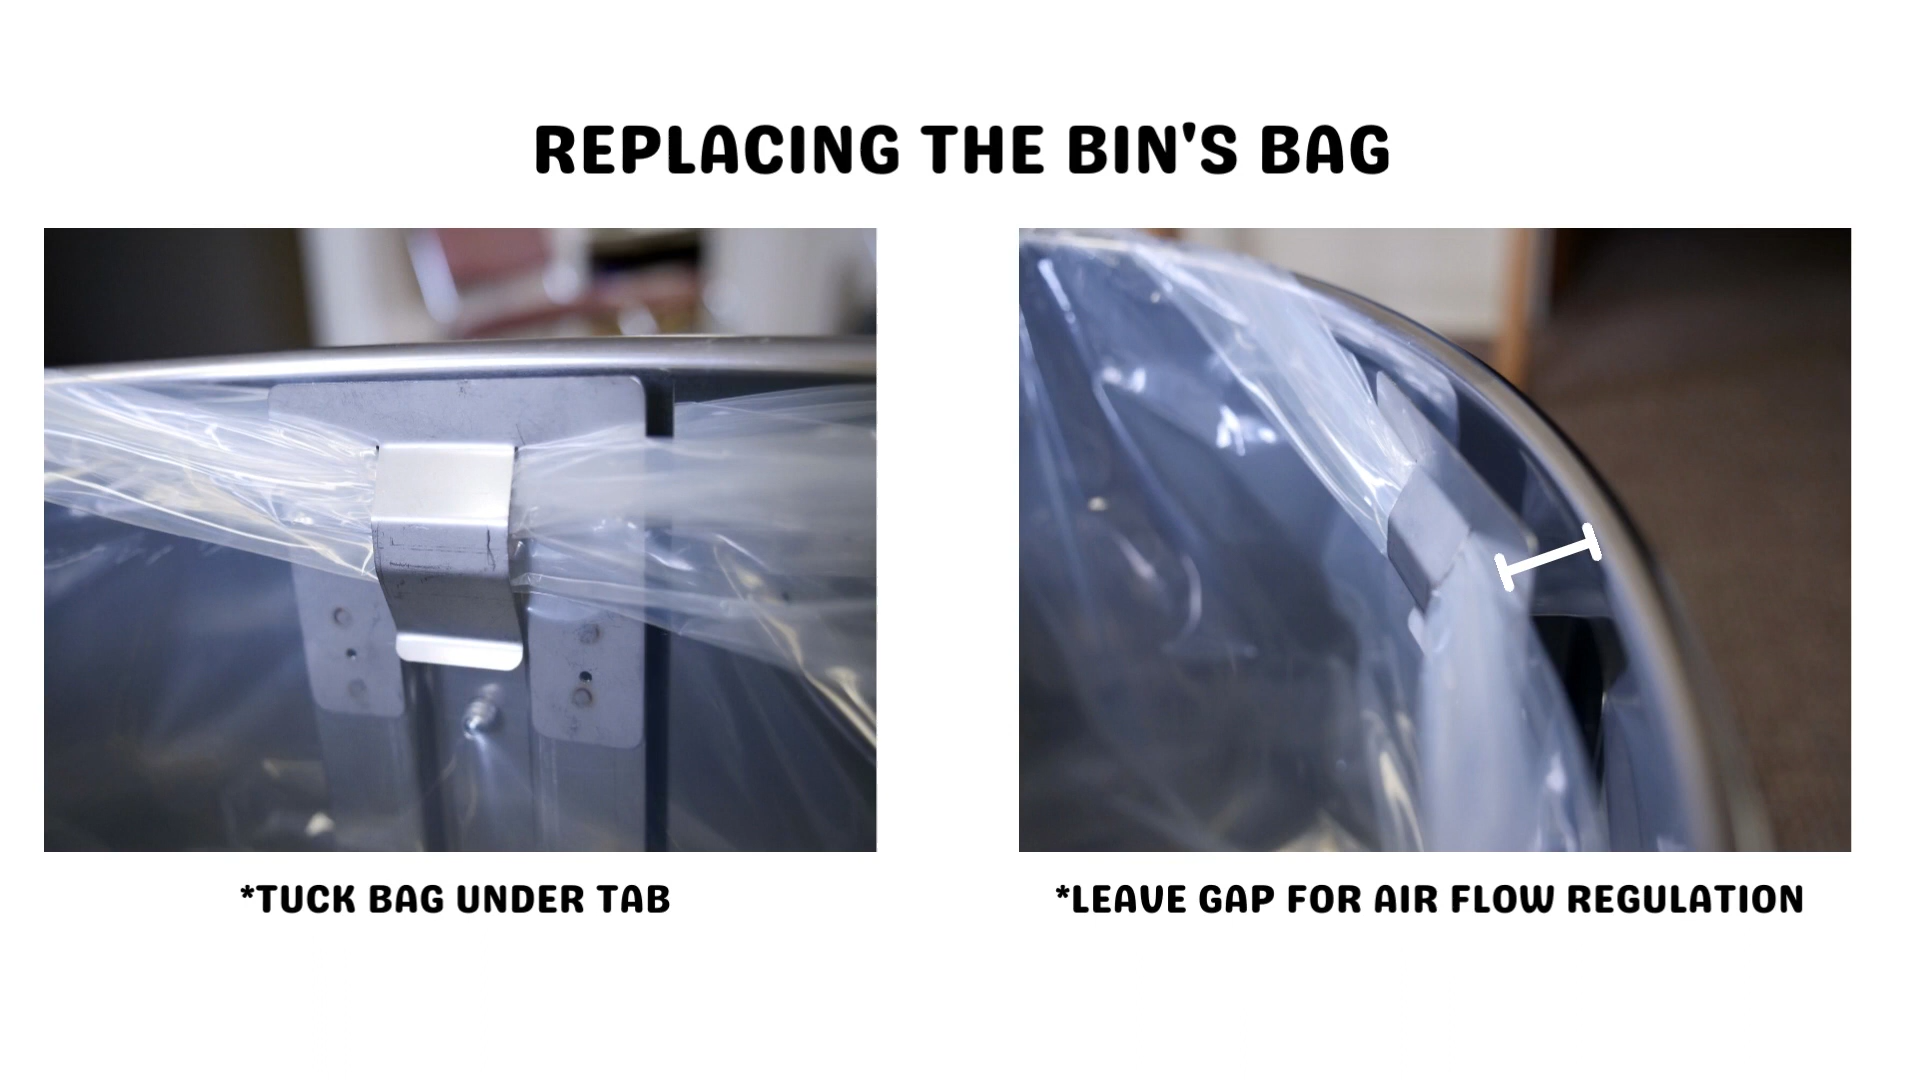 REPLACING THE BIN'S BAG
*TUCK BAG UNDER TAB
*LEAVE GAP FOR AIR FLOW REGULATION